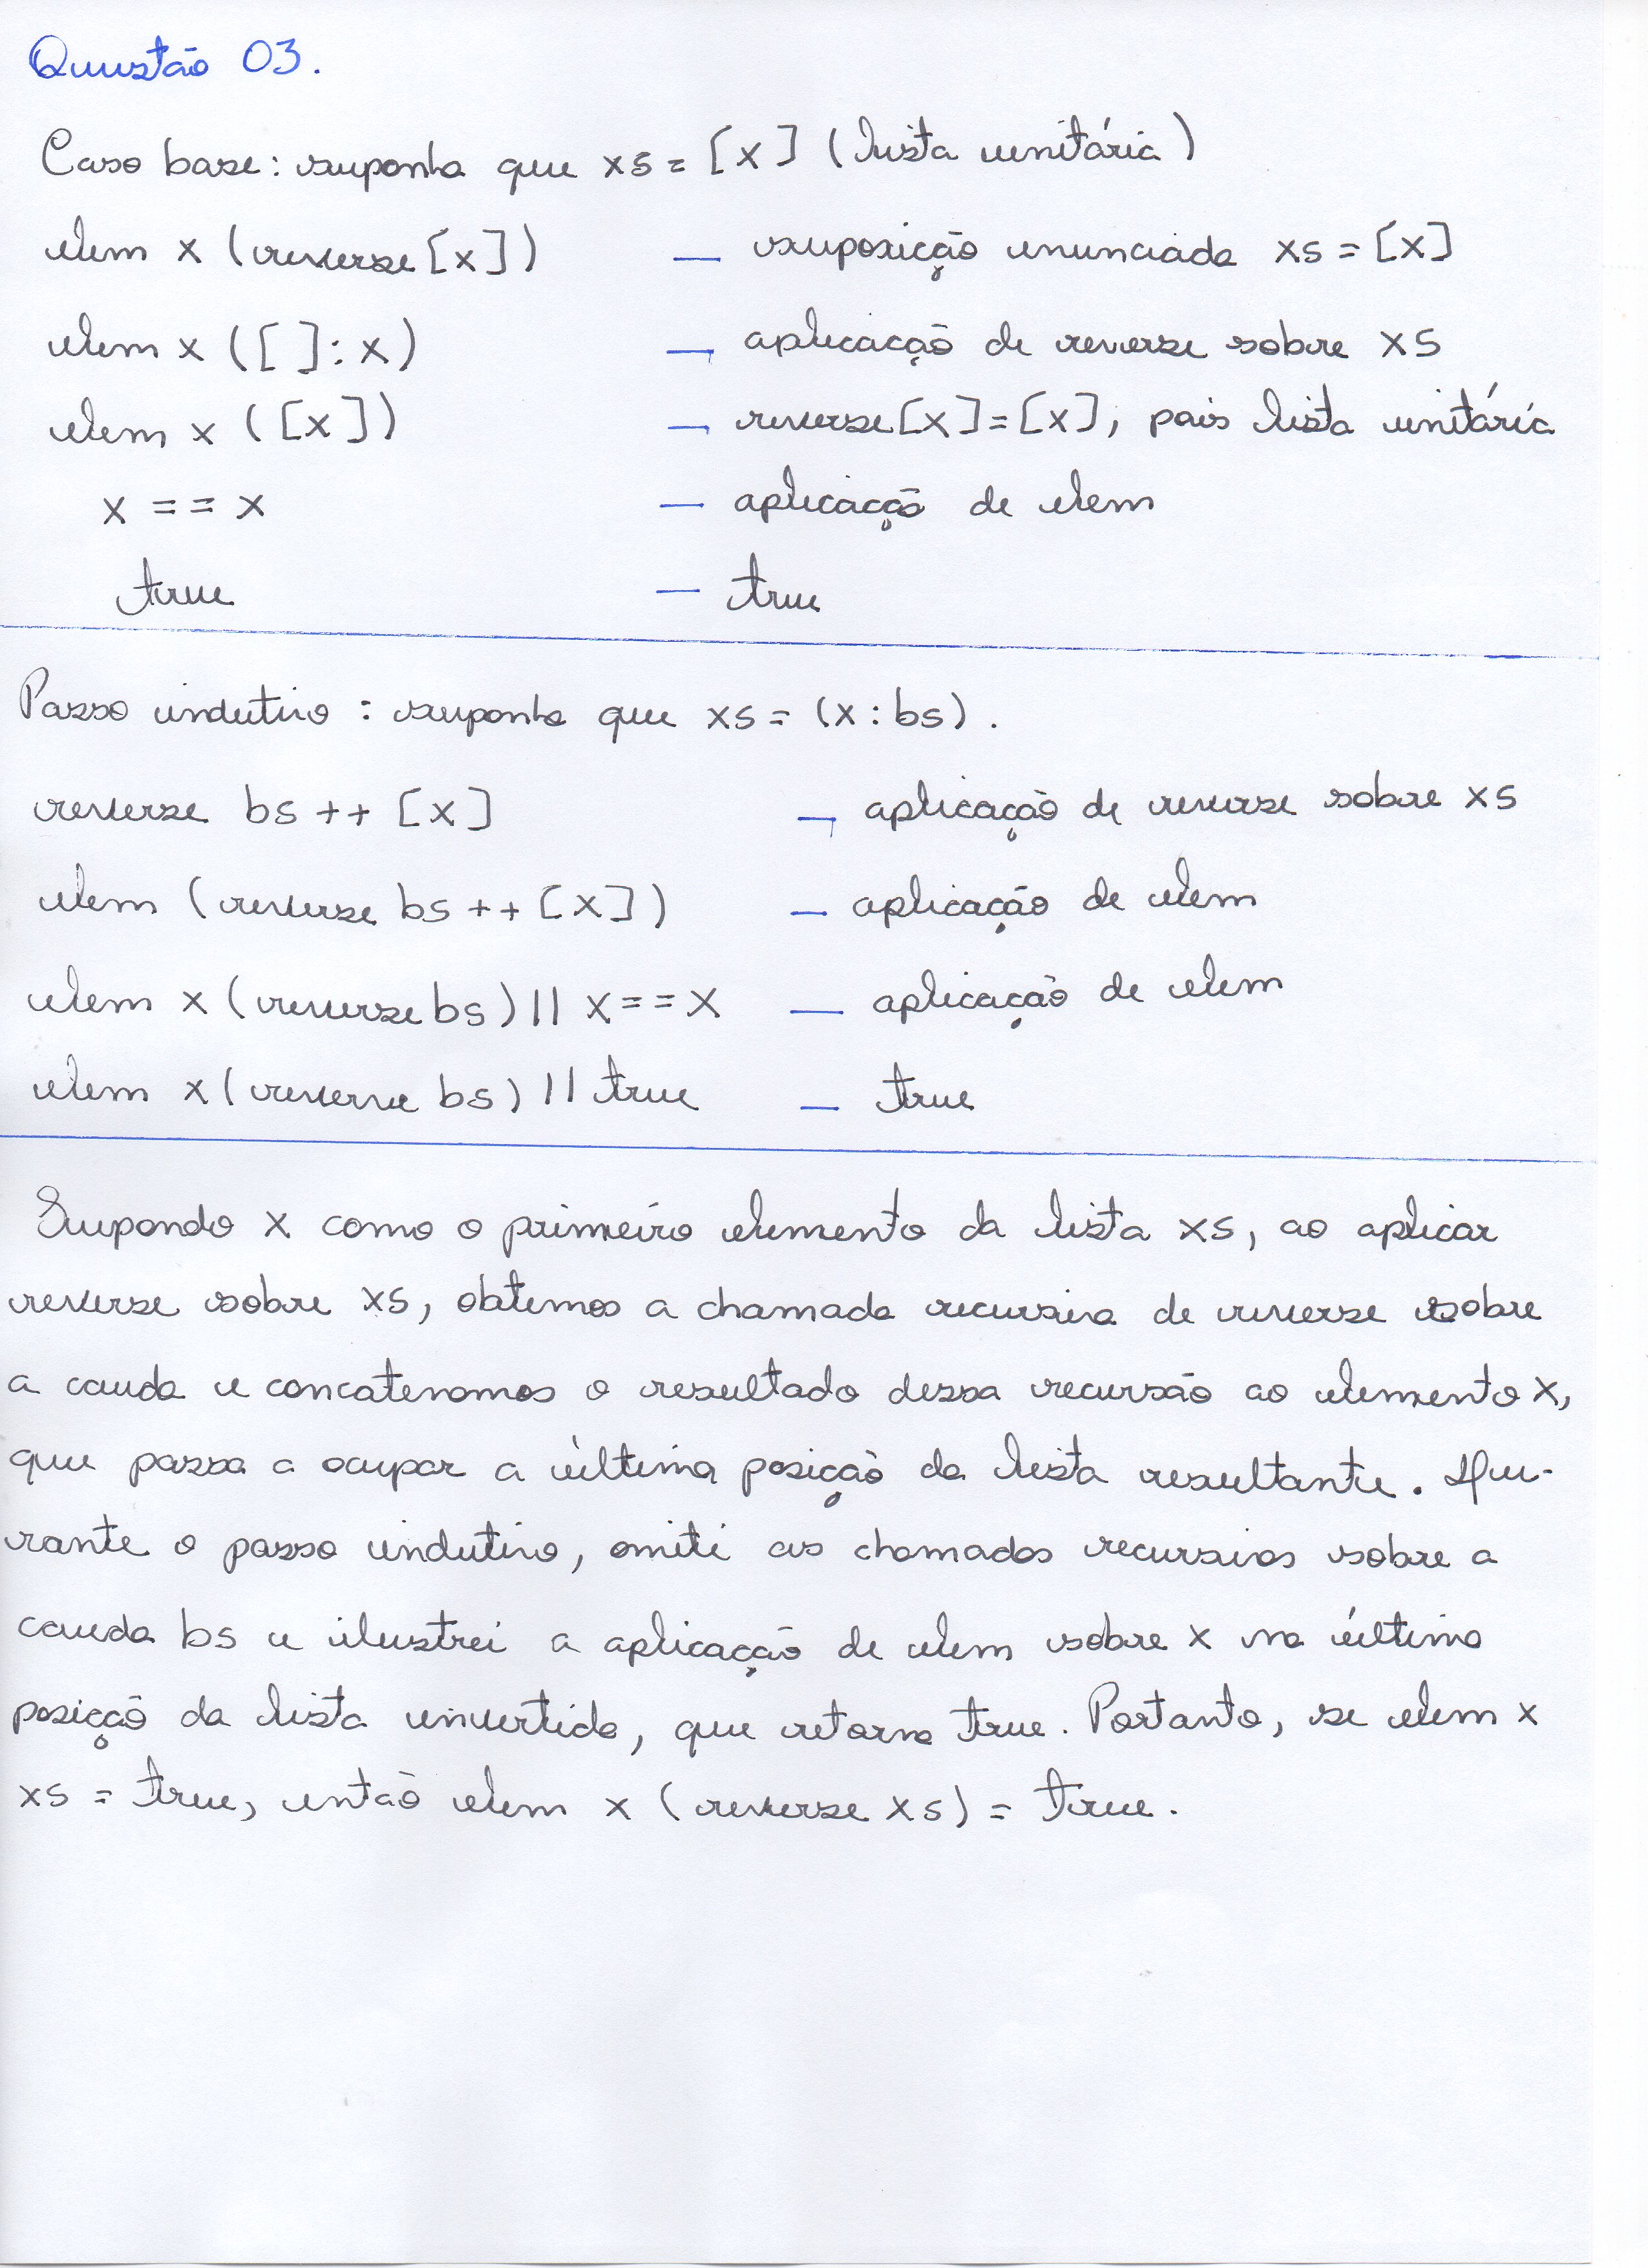 Questão 03.
Caso base: suponha que xs = [x] (lista unitária)
elem x (reverse [x]) — suposição enunciada xs = [x]
elem x ([ ]: x) — aplicação de reverse sobre xs
elem x ([x]) — reverse [x] = [x], pois lista unitária
x == x — aplicação de elem
true — true
Passo indutivo : suponha que xs = (x : bs) .
reverse bs ++ [x] — aplicação de reverse sobre xs
elem (reverse bs ++ [x]) — aplicação de elem
elem x (reverse bs) || x == x — aplicação de elem
elem x (reverse bs) || true — true
Supondo x como o primeiro elemento da lista xs, ao aplicar
reverse sobre xs, obtemos a chamada recursiva de reverse sobre
a cauda e concatenamos o resultado dessa recursão ao elemento x,
que passa a ocupar a última posição da lista resultante. Du-
rante o passo indutivo, omiti as chamadas recursivas sobre a
cauda bs e ilustrei a aplicação de elem sobre x na última
posição da lista invertida, que retorna true. Portanto, se elem x
xs = true, então elem x (reverse xs) = true.